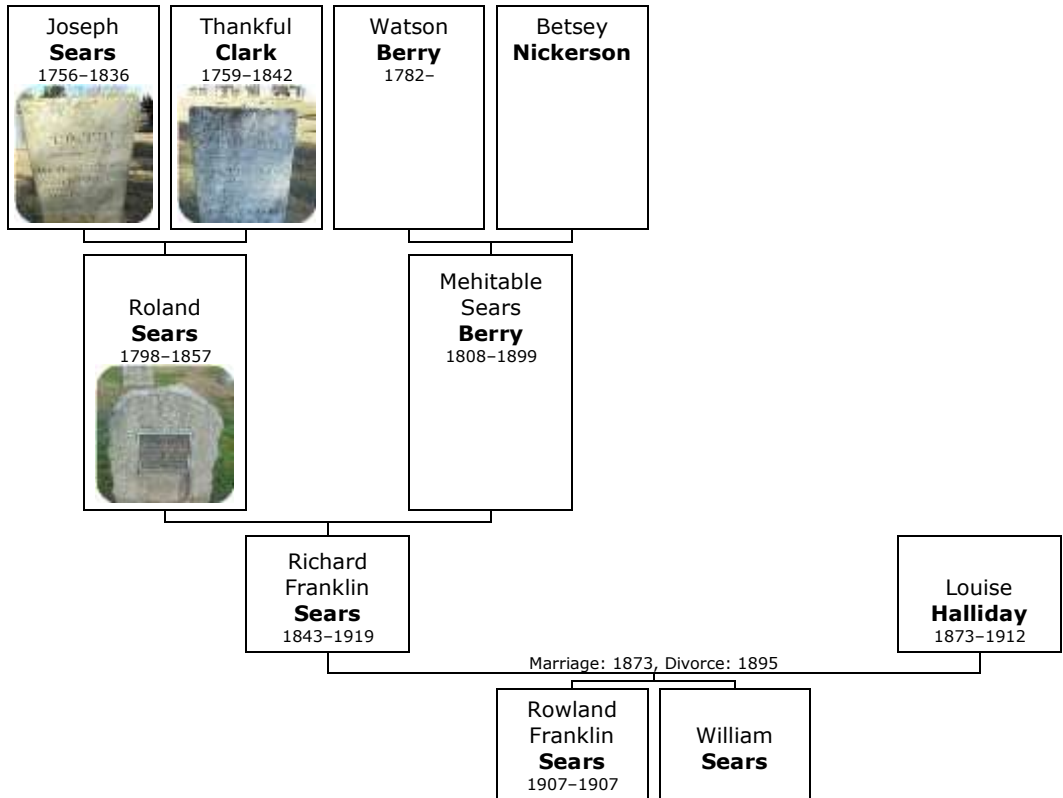 Joseph
Sears
1756–1836
Thankful
Clark
1759–1842
Watson
Berry
1782–
Betsey
Nickerson
Roland
Sears
1798–1857
Mehitable
Sears
Berry
1808–1899
Richard
Franklin
Sears
1843–1919
Louise
Halliday
1873–1912
Marriage: 1873, Divorce: 1895
Rowland
Franklin
Sears
1907–1907
William
Sears